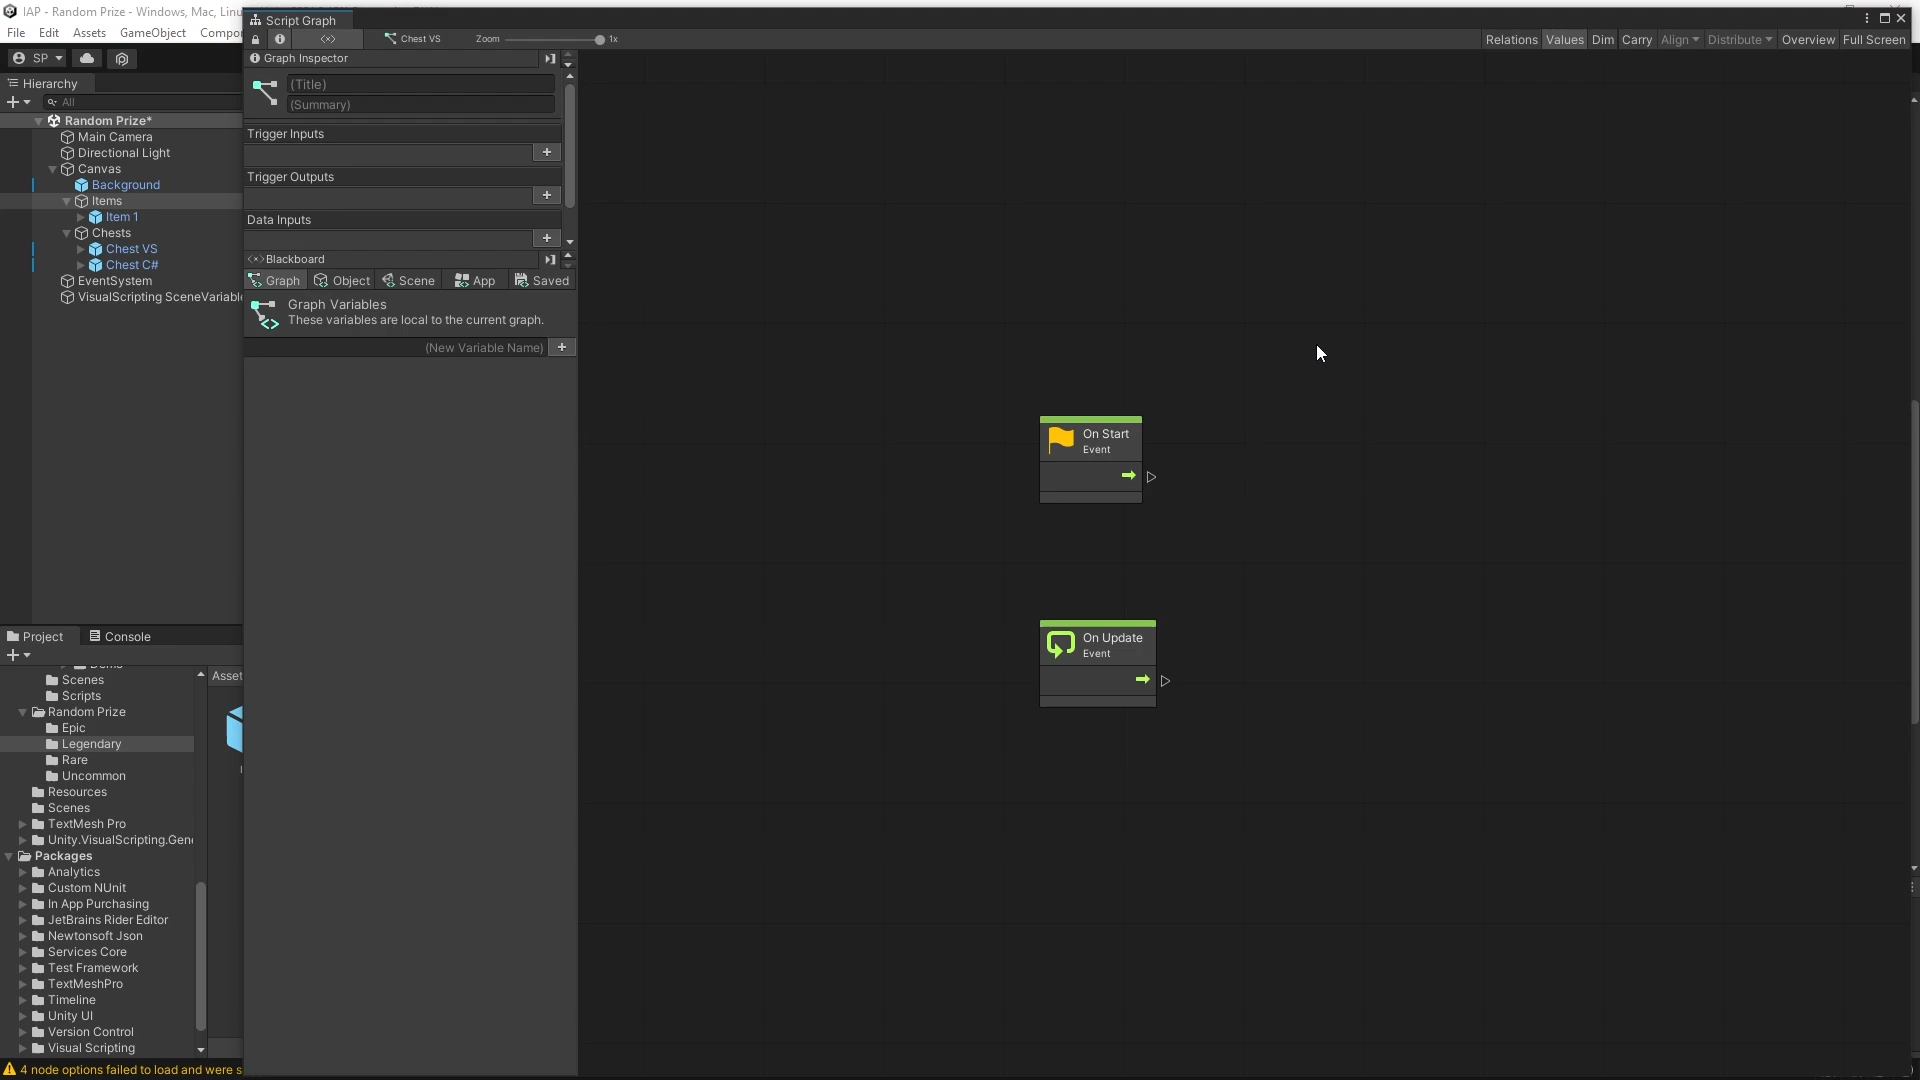 IAP - Random Prize - Windows, Mac, Linu
File Edit Assets GameObject Compo
SP
Hierarchy
All
Random Prize*
Main Camera
Directional Light
Canvas
Background
Items
Item 1
Chests
Chest VS
Chest C#
EventSystem
VisualScripting SceneVariable
Script Graph
Chest VS Zoom 1x
Relations Values Dim Carry Align Distribute Overview Full Screen
Graph Inspector
(Title)
(Summary)
Trigger Inputs
Trigger Outputs
Data Inputs
Blackboard
Graph Object Scene App Saved
Graph Variables
These variables are local to the current graph.
(New Variable Name)
On Start
Event
On Update
Event
Project Console
Scenes
Scripts
Random Prize
Epic
Legendary
Rare
Uncommon
Resources
Scenes
TextMesh Pro
Unity.VisualScripting.Gene
Packages
Analytics
Custom NUnit
In App Purchasing
JetBrains Rider Editor
Newtonsoft Json
Services Core
Test Framework
TextMeshPro
Timeline
Unity UI
Version Control
Visual Scripting
Asset
4 node options failed to load and were s